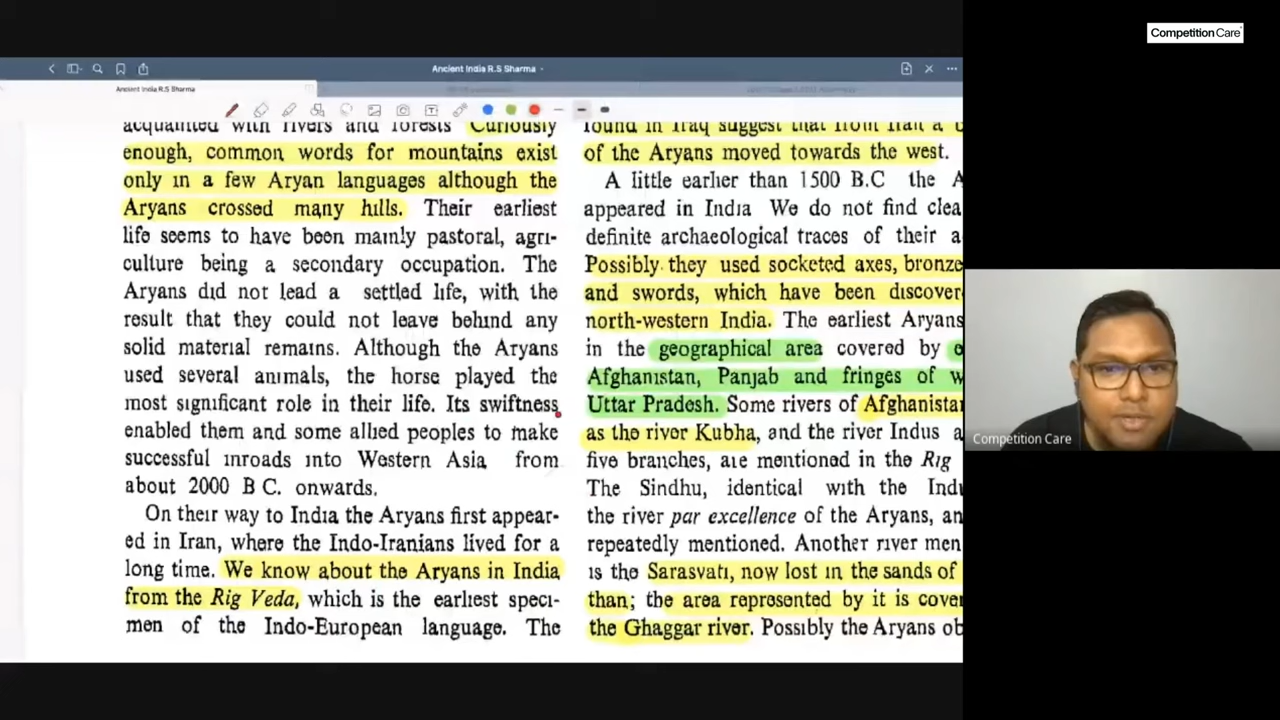 CompetitionCare
Ancient India R.S Sharma
Ancient India R.S Sharma
acquainted with rivers and forests Curiously
enough, common words for mountains exist
only in a few Aryan languages although the
Aryans crossed many hills. Their earliest
life seems to have been mainly pastoral, agri-
culture being a secondary occupation. The
Aryans did not lead a settled life, with the
result that they could not leave behind any
solid material remains. Although the Aryans
used several animals, the horse played the
most significant role in their life. Its swiftness
enabled them and some allied peoples to make
successful inroads into Western Asia from
about 2000 B C. onwards.
On their way to India the Aryans first appear-
ed in Iran, where the Indo-Iranians lived for a
long time. We know about the Aryans in India
from the Rig Veda, which is the earliest speci-
men of the Indo-European language. The
found in Iraq suggest that from Iran a
of the Aryans moved towards the west.
A little earlier than 1500 B.C the A
appeared in India We do not find clea
definite archaeological traces of their a
Possibly they used socketed axes, bronze
and swords, which have been discover
north-western India. The earliest Aryans
in the geographical area covered by e
Afghanistan, Panjab and fringes of w
Uttar Pradesh. Some rivers of Afghanistan
as the river Kubha, and the river Indus a
five branches, are mentioned in the Rig
The Sindhu, identical with the Indu
the river par excellence of the Aryans, an
repeatedly mentioned. Another river men
is the Sarasvati, now lost in the sands of
than; the area represented by it is cover
the Ghaggar river. Possibly the Aryans ob
Competition Care